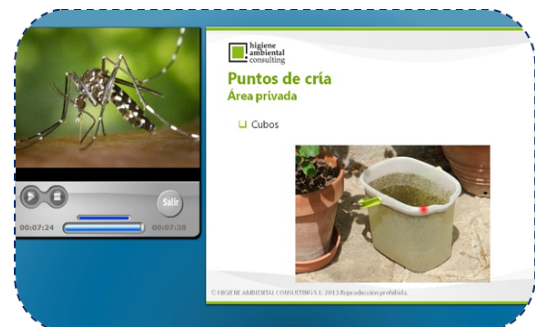 higiene
ambiental
consulting
Puntos de cría
Área privada
Cubos
Salir
00:07:24
00:07:38
© HIGIENE AMBIENTAL CONSULTING S.L. 2013 Reproducción prohibida.